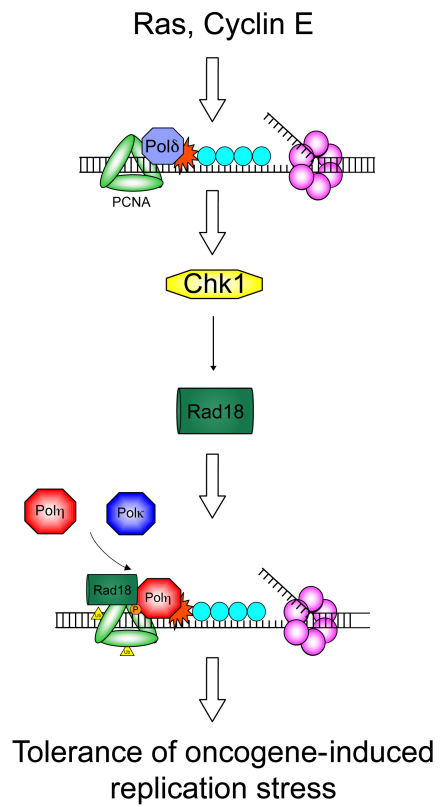 Ras, Cyclin E
Polδ
PCNA
Chk1
Rad18
Polη
Polκ
Rad18
P
Polη
Ub
Ub
Tolerance of oncogene-induced
replication stress